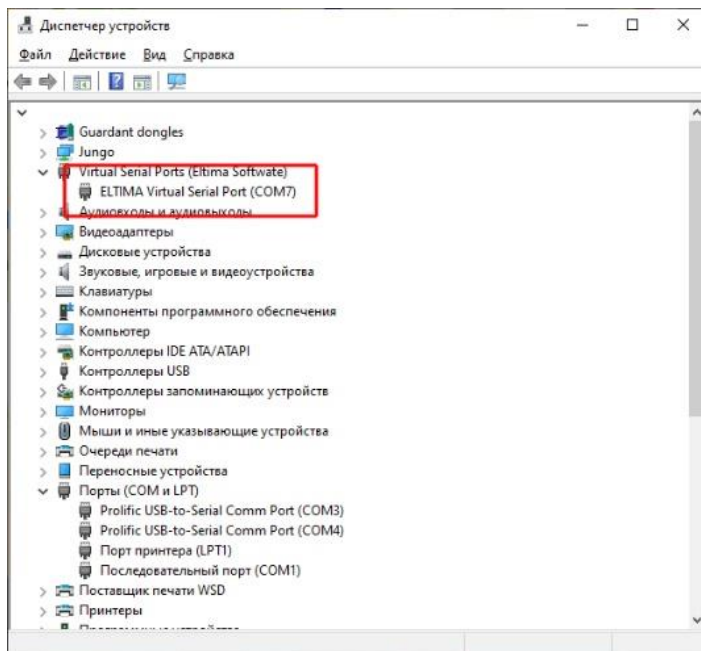 Диспетчер устройств
Файл Действие Вид Справка
Guardant dongles
Jungo
Virtual Serial Ports (Eltima Softwate)
ELTIMA Virtual Serial Port (COM7)
Аудиовходы и аудиовыходы
Видеоадаптеры
Дисковые устройства
Звуковые, игровые и видеоустройства
Клавиатуры
Компоненты программного обеспечения
Компьютер
Контроллеры IDE ATA/ATAPI
Контроллеры USB
Контроллеры запоминающих устройств
Мониторы
Мыши и иные указывающие устройства
Очереди печати
Переносные устройства
Порты (COM и LPT)
Prolific USB-to-Serial Comm Port (COM3)
Prolific USB-to-Serial Comm Port (COM4)
Порт принтера (LPT1)
Последовательный порт (COM1)
Поставщик печати WSD
Принтеры